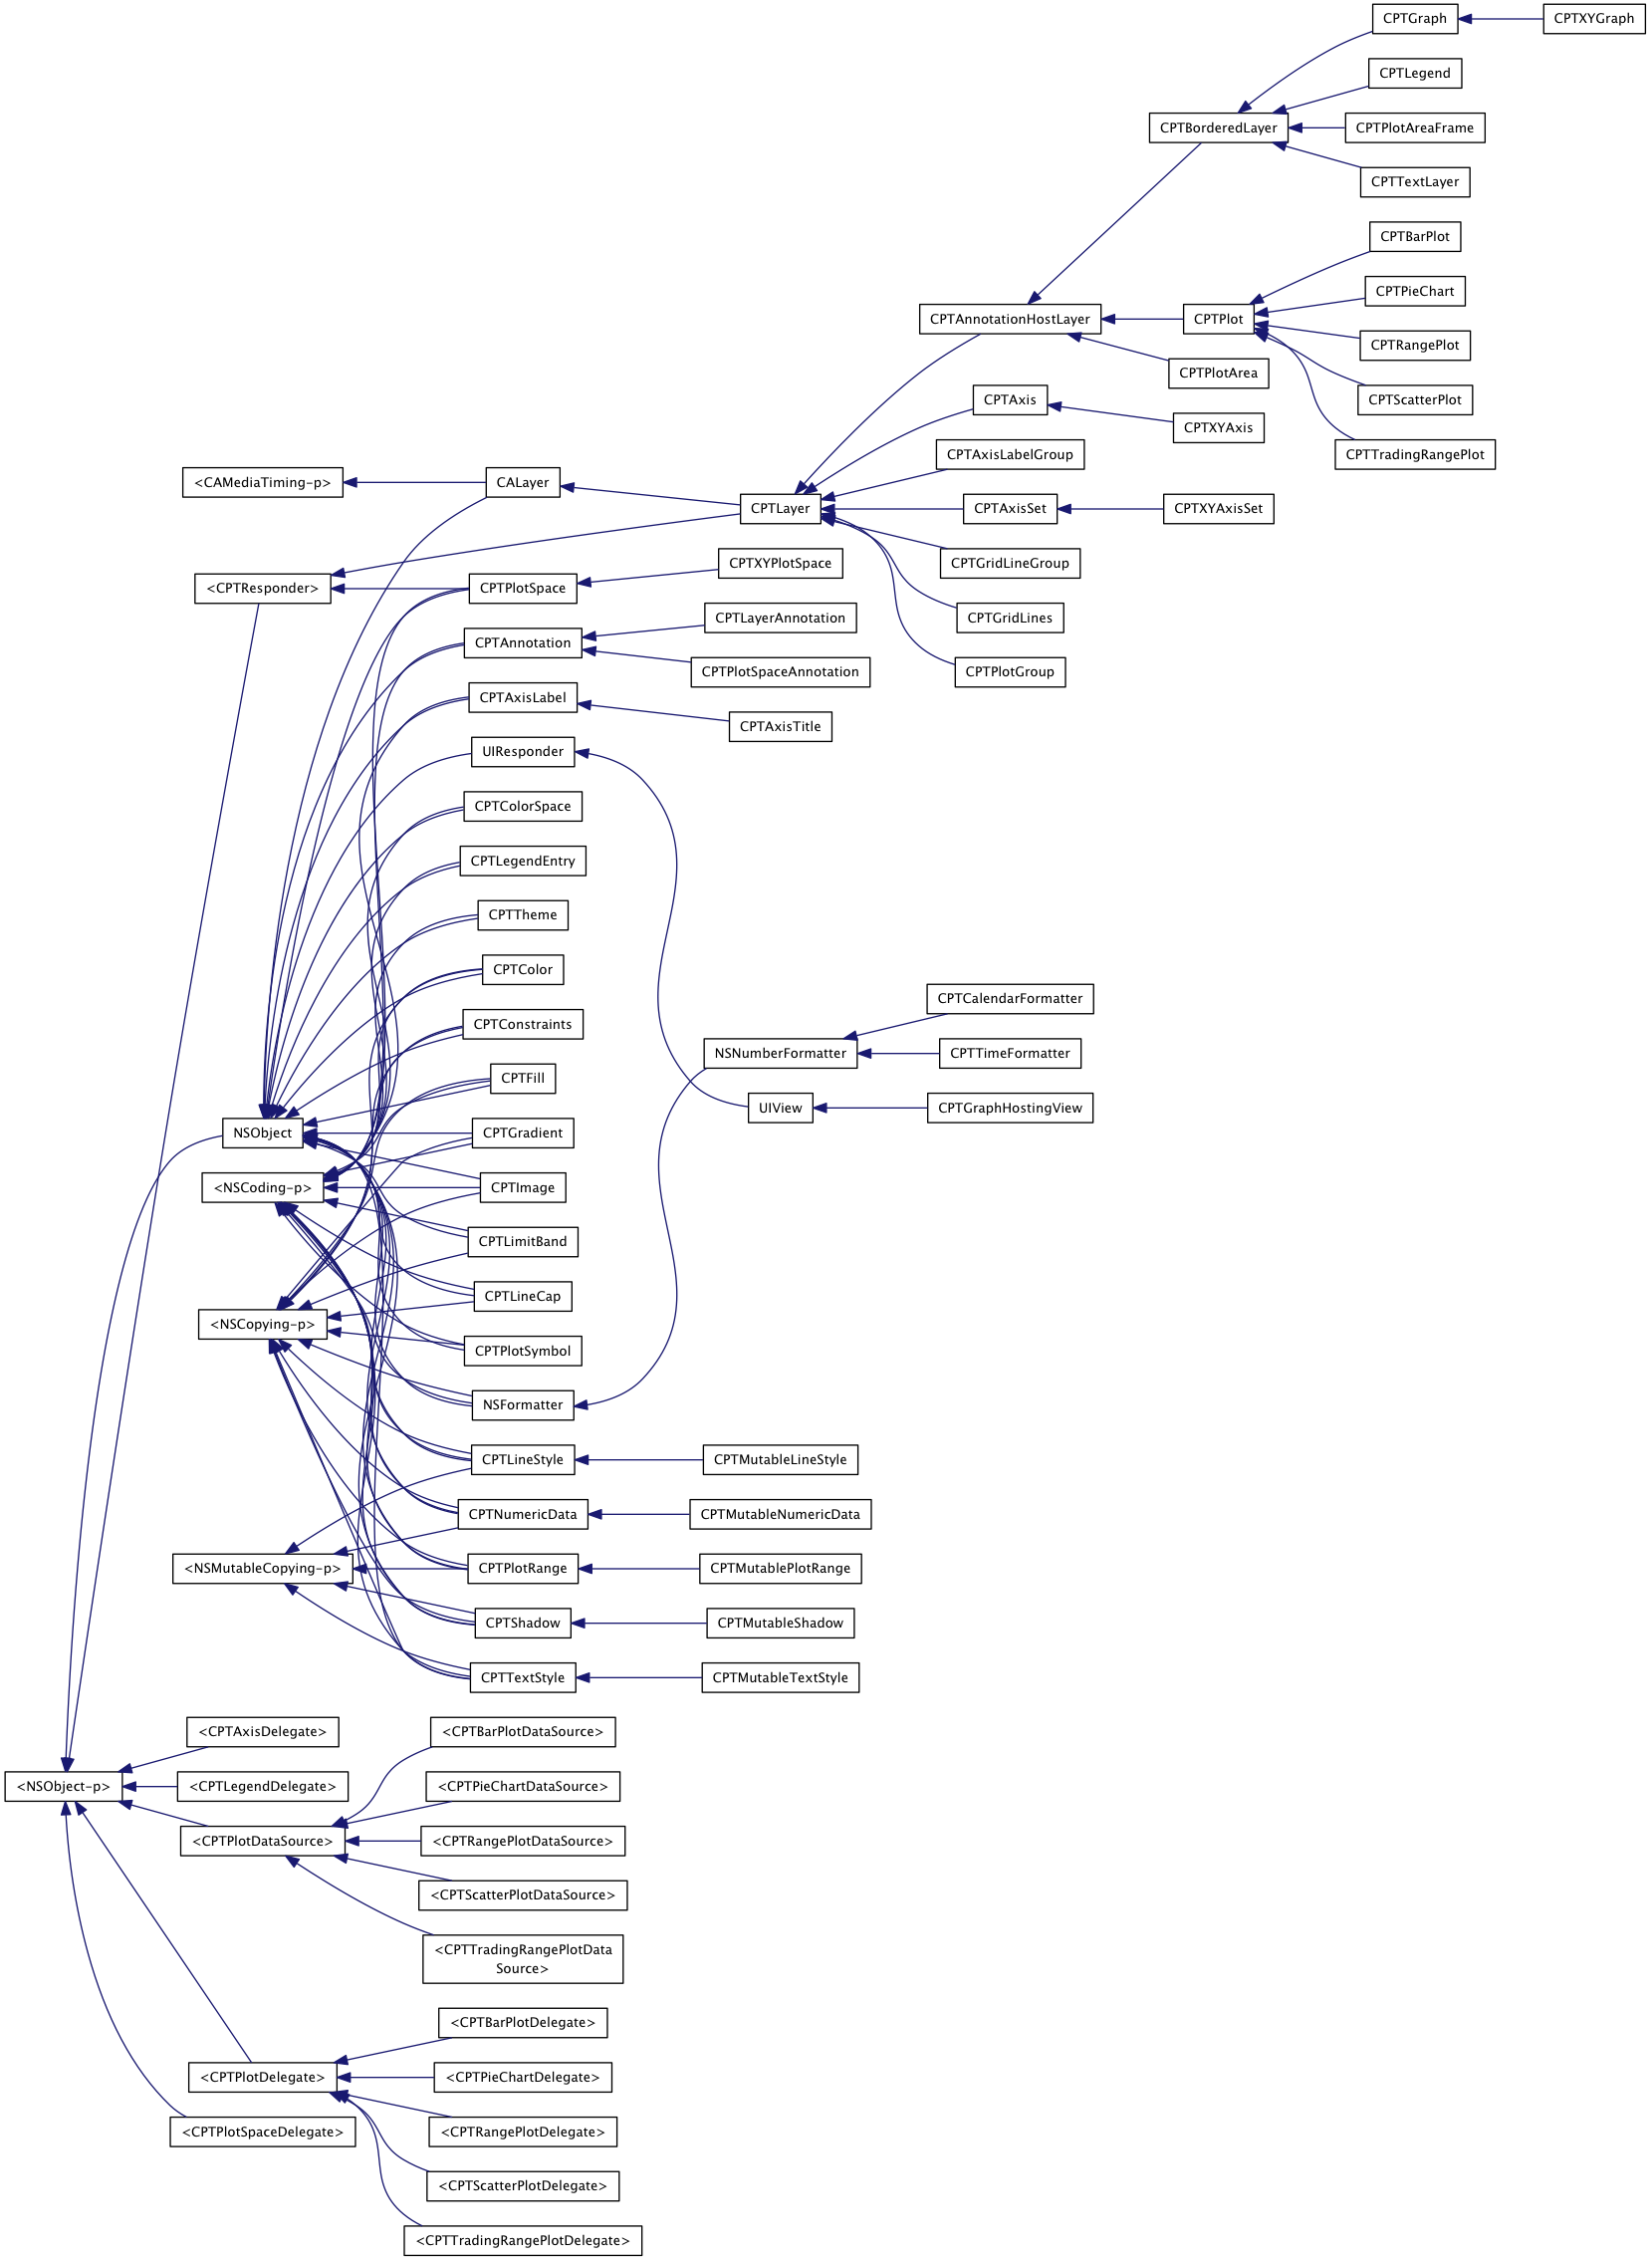 CPTGraph
CPTXYGraph
CPTLegend
CPTBorderedLayer
CPTPlotAreaFrame
CPTTextLayer
CPTBarPlot
CPTPieChart
CPTAnnotationHostLayer
CPTPlot
CPTRangePlot
CPTPlotArea
CPTAxis
CPTScatterPlot
CPTXYAxis
CPTAxisLabelGroup
CPTTradingRangePlot
<CAMediaTiming-p>
CALayer
CPTLayer
CPTAxisSet
CPTXYAxisSet
CPTXYPlotSpace
CPTGridLineGroup
<CPTResponder>
CPTPlotSpace
CPTLayerAnnotation
CPTGridLines
CPTAnnotation
CPTPlotSpaceAnnotation
CPTPlotGroup
CPTAxisLabel
CPTAxisTitle
UIResponder
CPTColorSpace
CPTLegendEntry
CPTTheme
CPTColor
CPTCalendarFormatter
CPTConstraints
NSNumberFormatter
CPTTimeFormatter
CPTFill
UIView
CPTGraphHostingView
NSObject
CPTGradient
<NSCoding-p>
CPTImage
CPTLimitBand
CPTLineCap
<NSCopying-p>
CPTPlotSymbol
NSFormatter
CPTLineStyle
CPTMutableLineStyle
CPTNumericData
CPTMutableNumericData
<NSMutableCopying-p>
CPTPlotRange
CPTMutablePlotRange
CPTShadow
CPTMutableShadow
CPTTextStyle
CPTMutableTextStyle
<CPTAxisDelegate>
<CPTBarPlotDataSource>
<NSObject-p>
<CPTLegendDelegate>
<CPTPieChartDataSource>
<CPTPlotDataSource>
<CPTRangePlotDataSource>
<CPTScatterPlotDataSource>
<CPTTradingRangePlotData
Source>
<CPTBarPlotDelegate>
<CPTPlotDelegate>
<CPTPieChartDelegate>
<CPTPlotSpaceDelegate>
<CPTRangePlotDelegate>
<CPTScatterPlotDelegate>
<CPTTradingRangePlotDelegate>